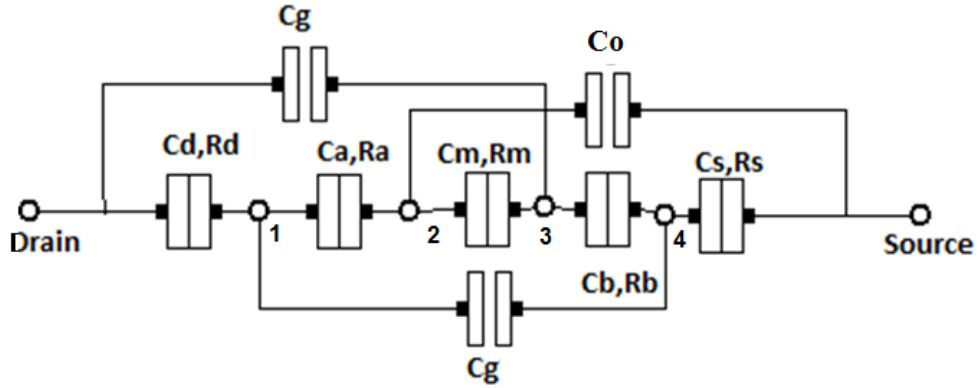 Cg
Co
Cd,Rd
Ca,Ra
Cm,Rm
Cs,Rs
Drain
1
2
3
4
Source
Cb,Rb
Cg